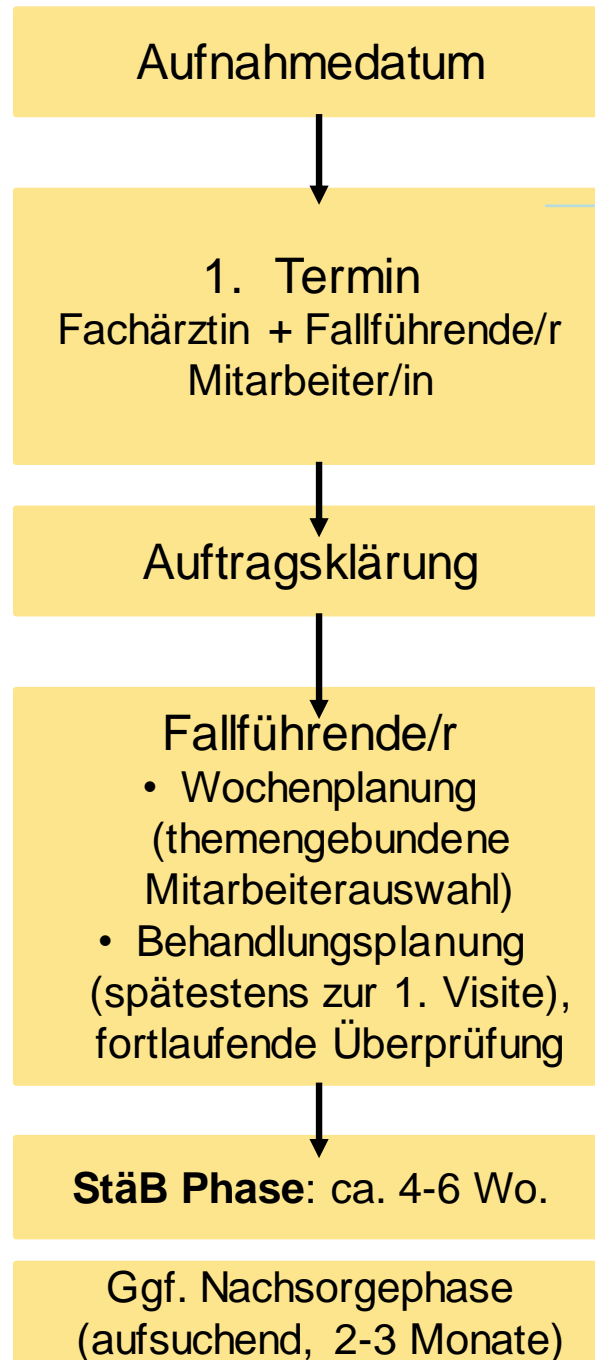 Aufnahmedatum
1. Termin
Fachärztin + Fallführende/r
Mitarbeiter/in
Auftragsklärung
Fallführende/r
• Wochenplanung
(themengebundene
Mitarbeiterauswahl)
• Behandlungsplanung
(spätestens zur 1. Visite),
fortlaufende Überprüfung
StäB Phase: ca. 4-6 Wo.
Ggf. Nachsorgephase
(aufsuchend, 2-3 Monate)